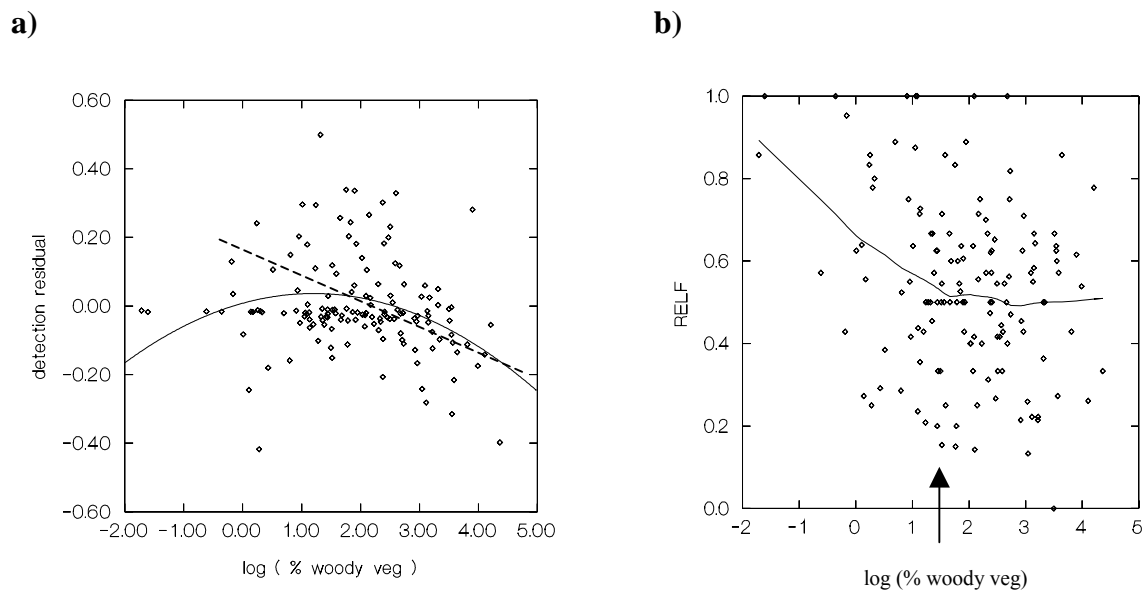 a)
0.60
0.40
0.20
0.00
-0.20
-0.40
-0.60
detection residual
-2.00 -1.00 0.00 1.00 2.00 3.00 4.00 5.00
log ( % woody veg )
b)
1.0
0.8
0.6
0.4
0.2
0.0
RELF
-2 -1 0 1 2 3 4 5
log (% woody veg)